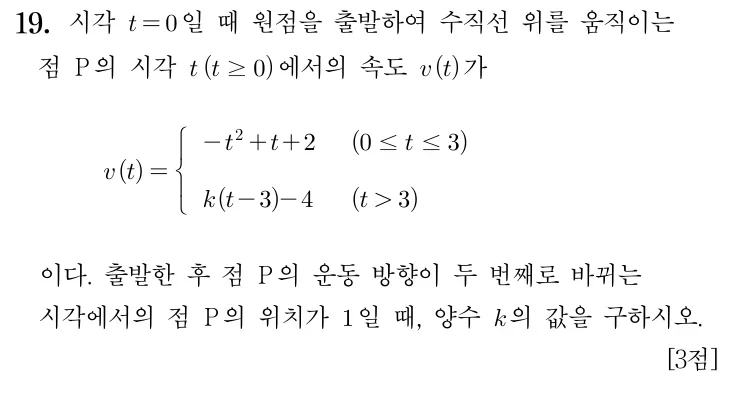 19. 시각 t=0일 때 원점을 출발하여 수직선 위를 움직이는
점 P의 시각 t(t≥0)에서의 속도 v(t)가
v(t)={ -t²+t+2 (0≤t≤3)
k(t-3)-4 (t>3)
이다. 출발한 후 점 P의 운동 방향이 두 번째로 바뀌는
시각에서의 점 P의 위치가 1일 때, 양수 k의 값을 구하시오.
[3점]